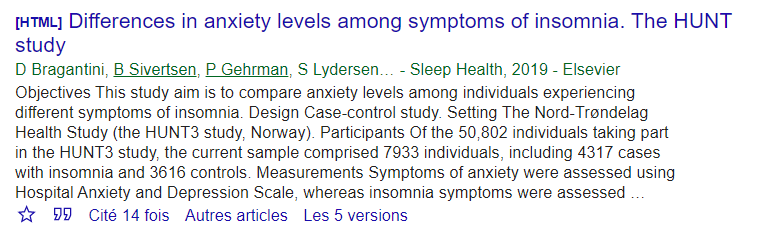 [HTML] Differences in anxiety levels among symptoms of insomnia. The HUNT
study
D Bragantini, B Sivertsen, P Gehrman, S Lydersen… - Sleep Health, 2019 - Elsevier
Objectives This study aim is to compare anxiety levels among individuals experiencing
different symptoms of insomnia. Design Case-control study. Setting The Nord-Trøndelag
Health Study (the HUNT3 study, Norway). Participants Of the 50,802 individuals taking part
in the HUNT3 study, the current sample comprised 7933 individuals, including 4317 cases
with insomnia and 3616 controls. Measurements Symptoms of anxiety were assessed using
Hospital Anxiety and Depression Scale, whereas insomnia symptoms were assessed …
Cité 14 fois Autres articles Les 5 versions